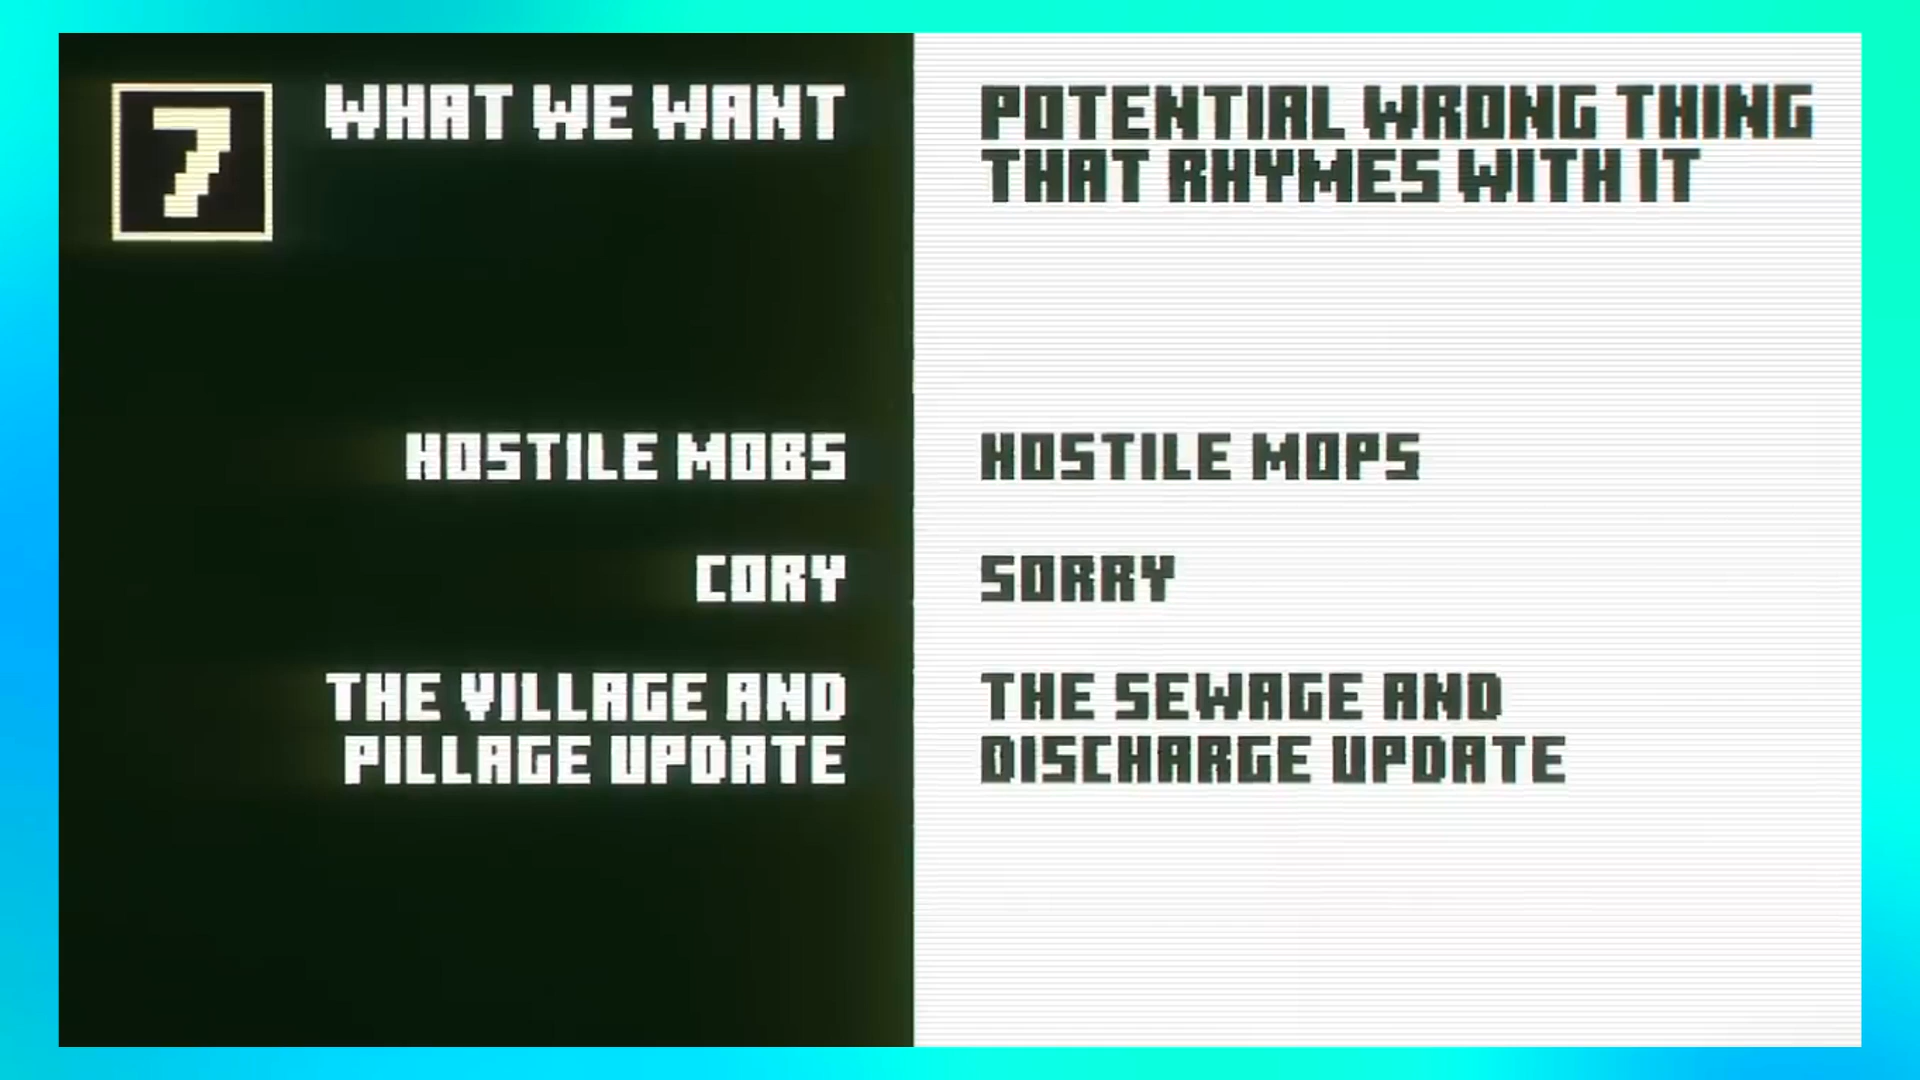 7
WHAT WE WANT
POTENTIAL WRONG THING
THAT RHYMES WITH IT
HOSTILE MOBS
HOSTILE MOPS
CORY
SORRY
THE VILLAGE AND
PILLAGE UPDATE
THE SEWAGE AND
DISCHARGE UPDATE